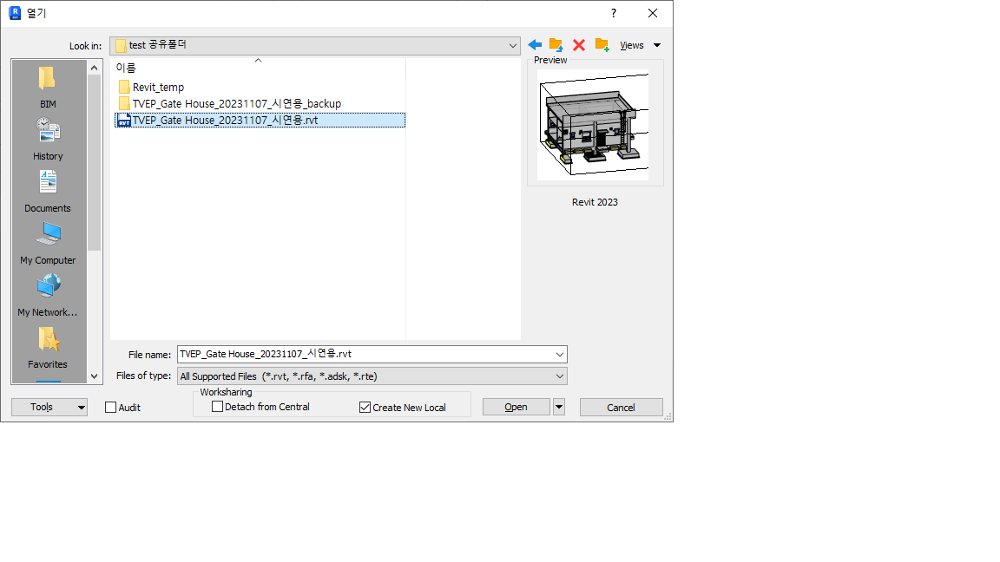 열기
Look in:
test 공유폴더
Views
이름
Preview
Revit_temp
TVEP_Gate House_20231107_시연용_backup
TVEP_Gate House_20231107_시연용.rvt
BIM
History
Documents
My Computer
My Network...
Favorites
Revit 2023
File name:
TVEP_Gate House_20231107_시연용.rvt
Files of type:
All Supported Files (*.rvt, *.rfa, *.adsk, *.rte)
Worksharing
Tools
Audit
Detach from Central
Create New Local
Open
Cancel